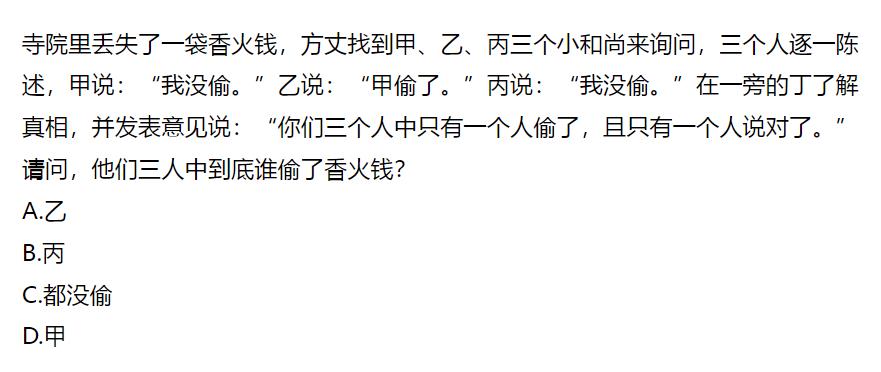 寺院里丢失了一袋香火钱，方丈找到甲、乙、丙三个小和尚来询问，三个人逐一陈
述，甲说：“我没偷。”乙说：“甲偷了。”丙说：“我没偷。”在一旁的丁了解
真相，并发表意见说：“你们三个人中只有一个人偷了，且只有一个人说对了。”
请问，他们三人中到底谁偷了香火钱？
A.乙
B.丙
C.都没偷
D.甲